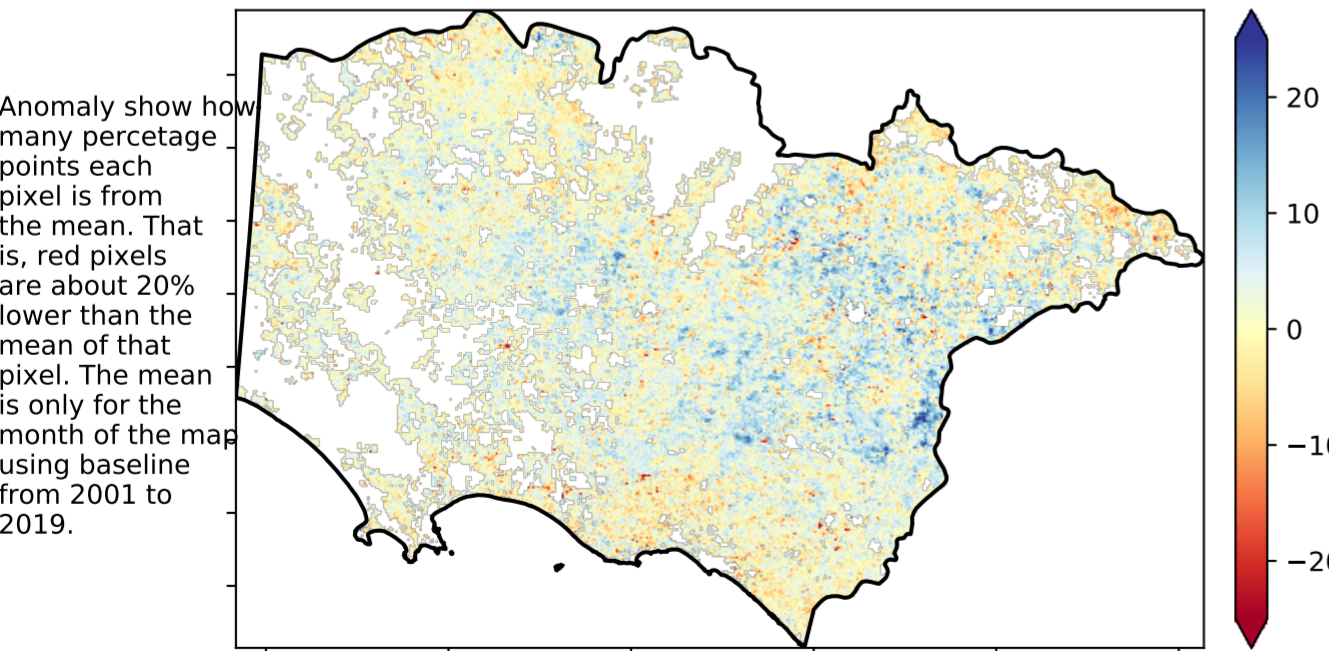 Anomaly show how
many percetage
points each
pixel is from
the mean. That
is, red pixels
are about 20%
lower than the
mean of that
pixel. The mean
is only for the
month of the map
using baseline
from 2001 to
2019.
20
10
0
−10
−20